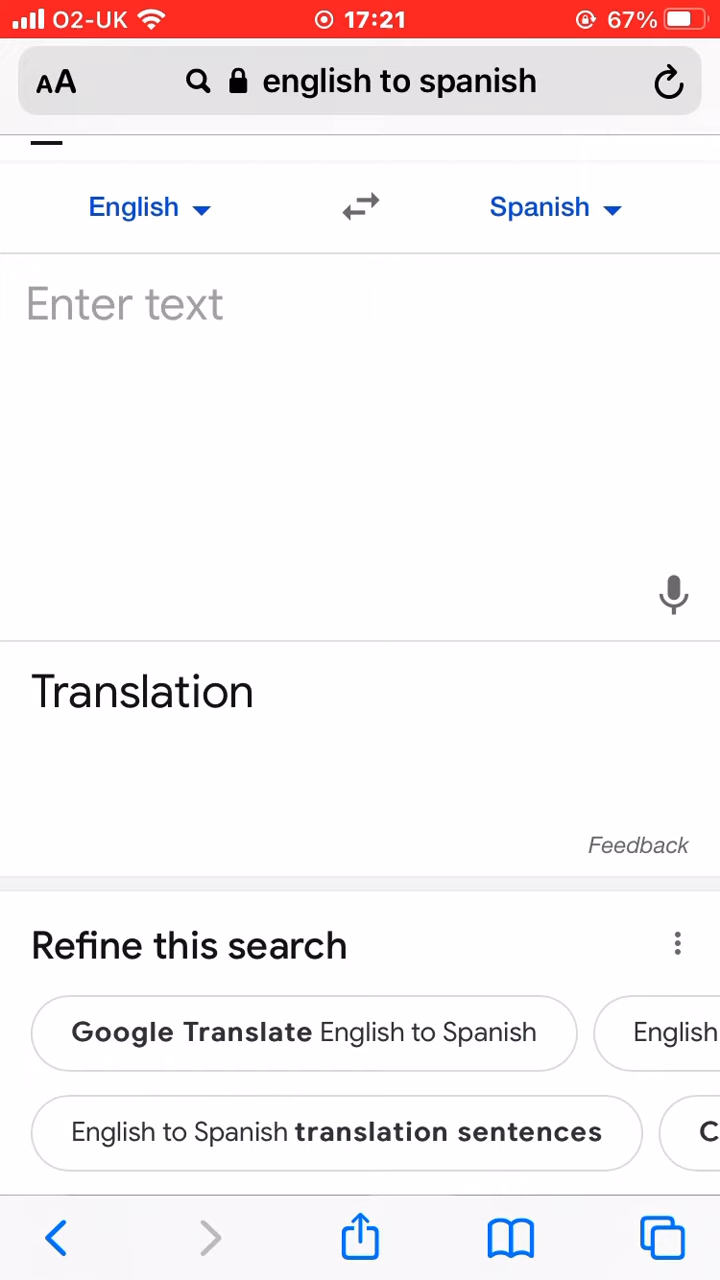 O2-UK 17:21 67%
AA english to spanish
English Spanish
Enter text
Translation
Feedback
Refine this search
Google Translate English to Spanish English
English to Spanish translation sentences C